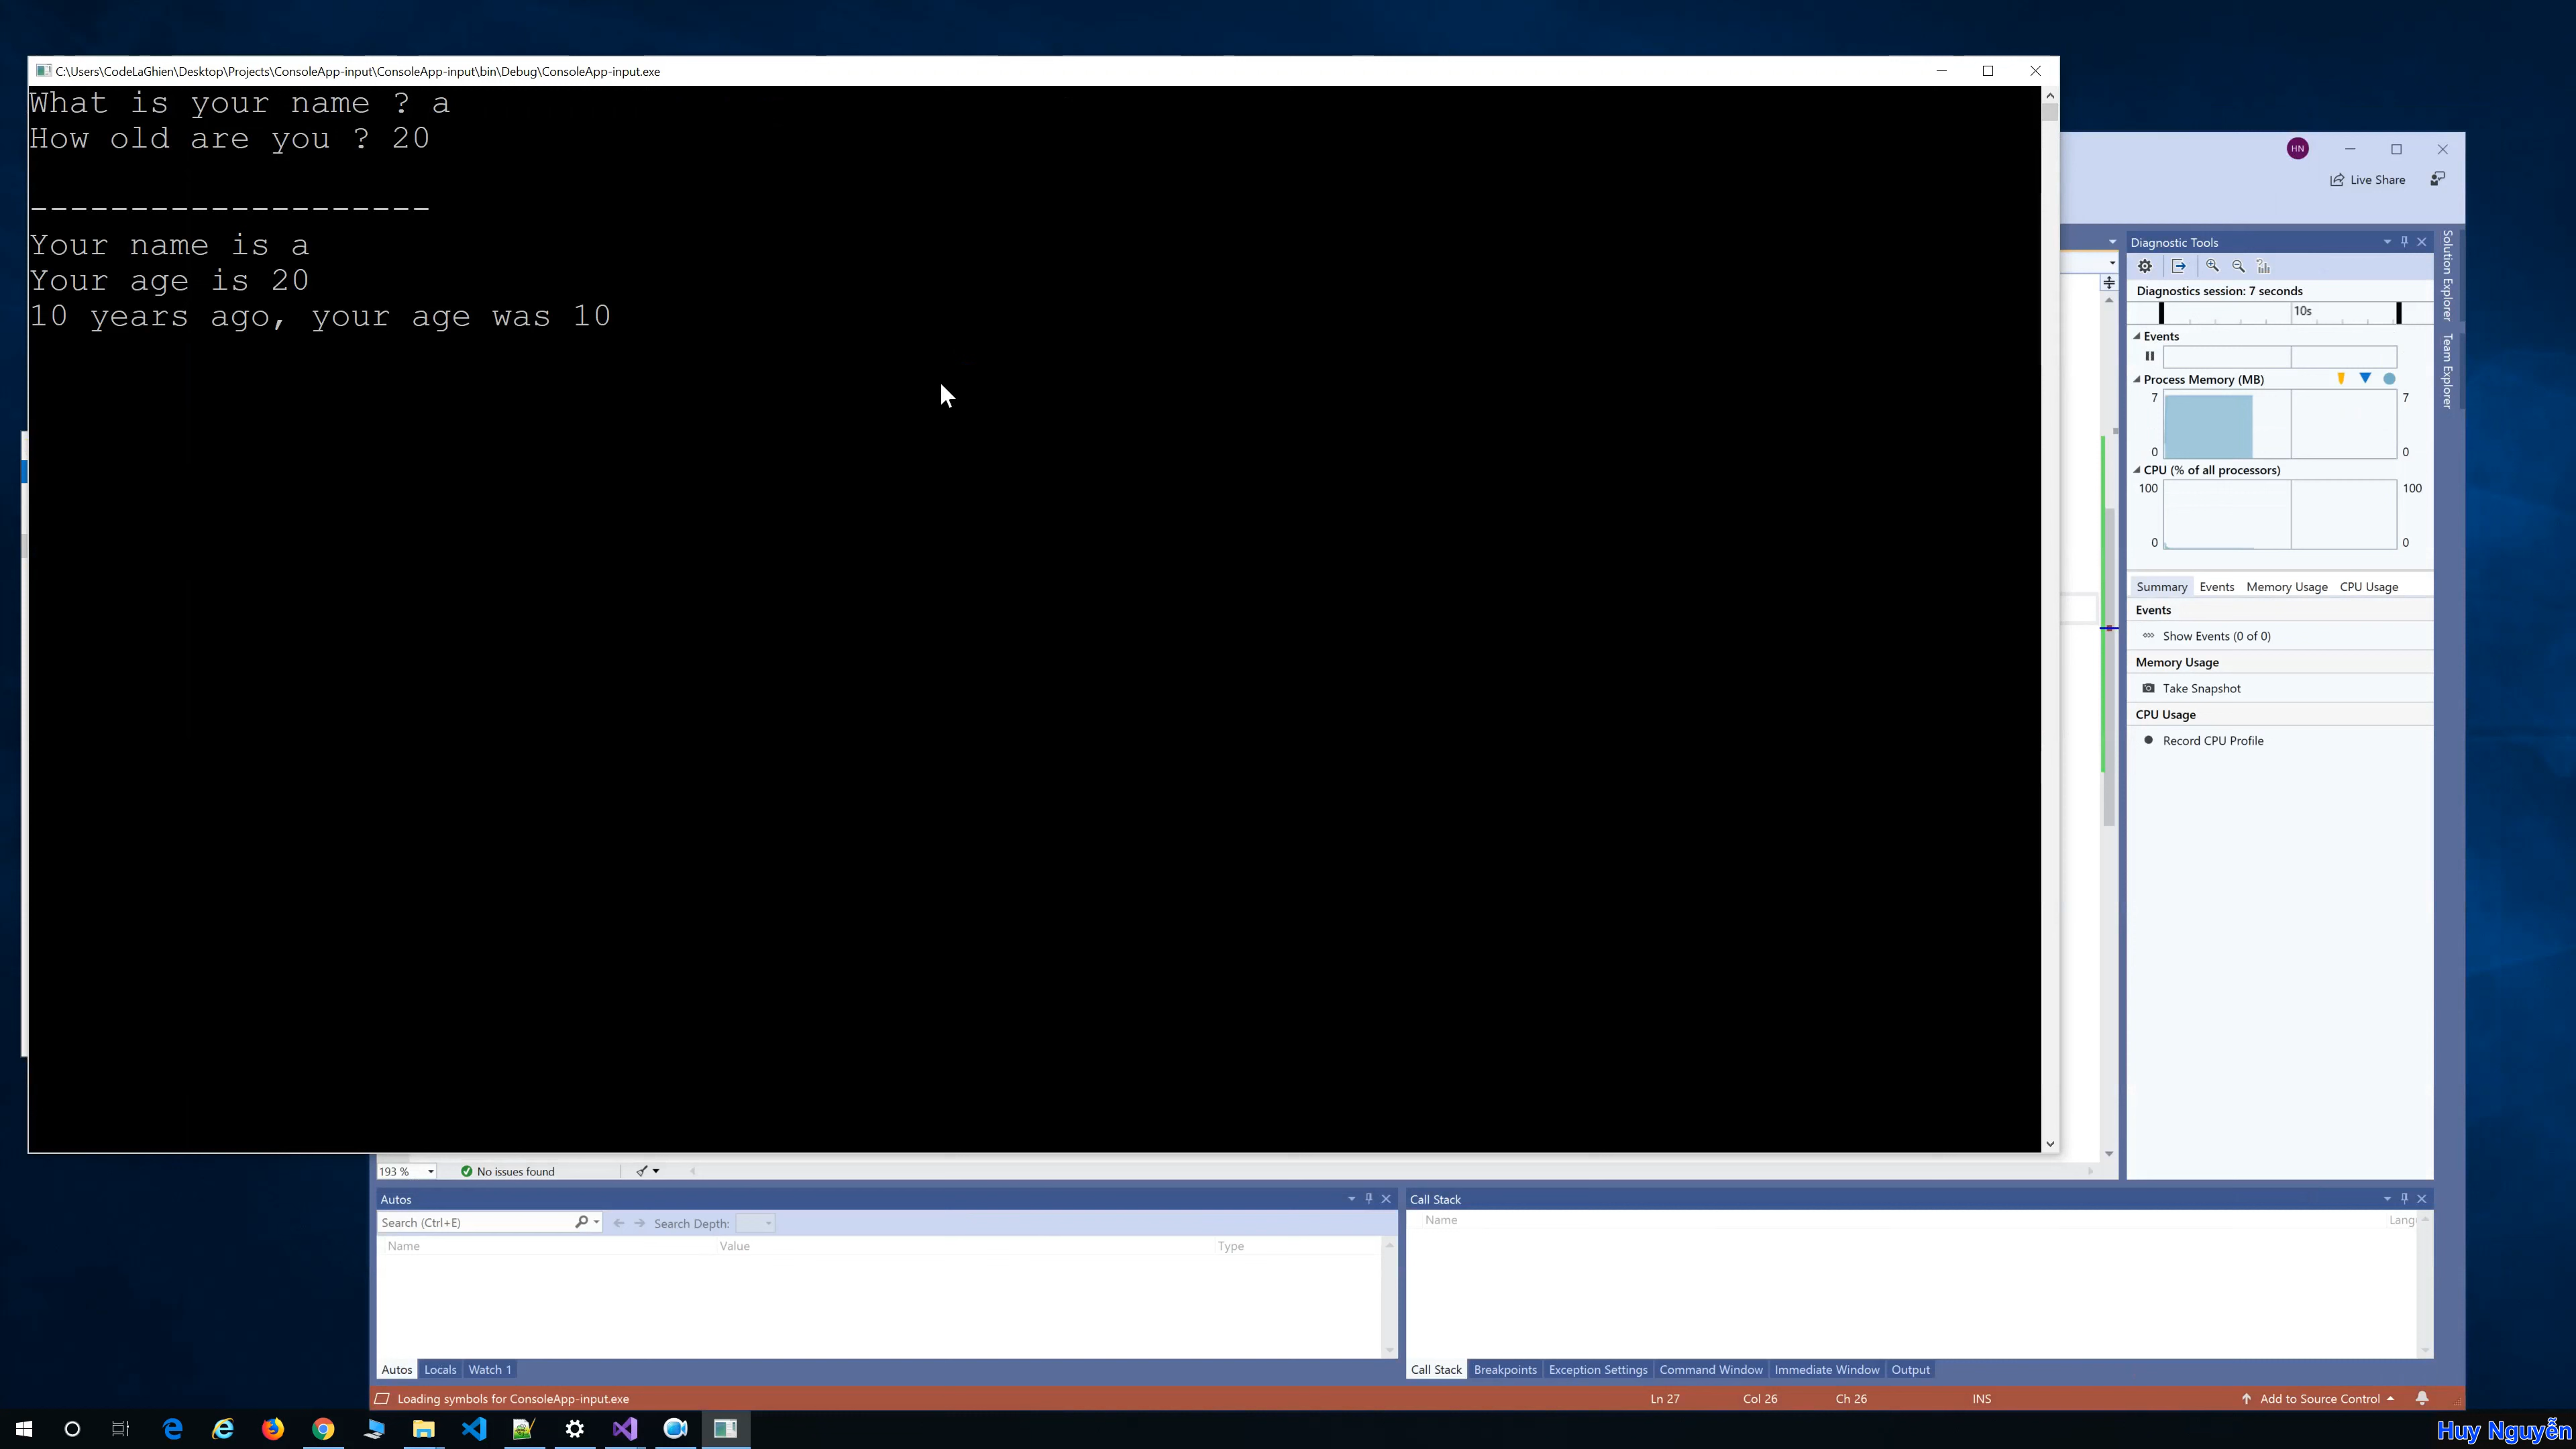 C:\Users\CodeLaGhien\Desktop\Projects\ConsoleApp-input\ConsoleApp-input\bin\Debug\ConsoleApp-input.exe
What is your name ? a
How old are you ? 20
--------------------
Your name is a
Your age is 20
10 years ago, your age was 10
HN
Live Share
Solution Explorer
Team Explorer
Diagnostic Tools
Diagnostics session: 7 seconds
10s
Events
Process Memory (MB)
7 7
0 0
CPU (% of all processors)
100 100
0 0
Summary Events Memory Usage CPU Usage
Events
Show Events (0 of 0)
Memory Usage
Take Snapshot
CPU Usage
Record CPU Profile
193 % No issues found
Autos
Search (Ctrl+E) Search Depth:
Name Value Type
Autos Locals Watch 1
Call Stack
Name Lang
Call Stack Breakpoints Exception Settings Command Window Immediate Window Output
Loading symbols for ConsoleApp-input.exe Ln 27 Col 26 Ch 26 INS Add to Source Control
Huy Nguyễn